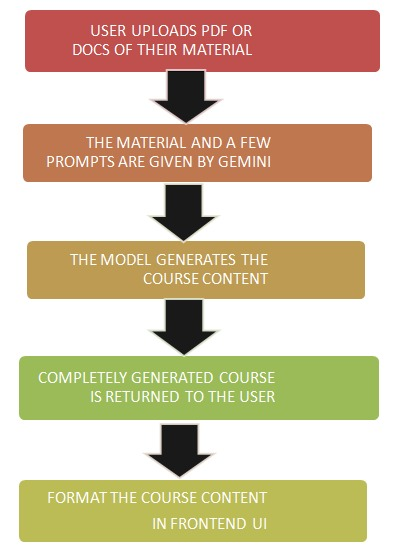 USER UPLOADS PDF OR
DOCS OF THEIR MATERIAL
THE MATERIAL AND A FEW
PROMPTS ARE GIVEN BY GEMINI
THE MODEL GENERATES THE
COURSE CONTENT
COMPLETELY GENERATED COURSE
IS RETURNED TO THE USER
FORMAT THE COURSE CONTENT
IN FRONTEND UI